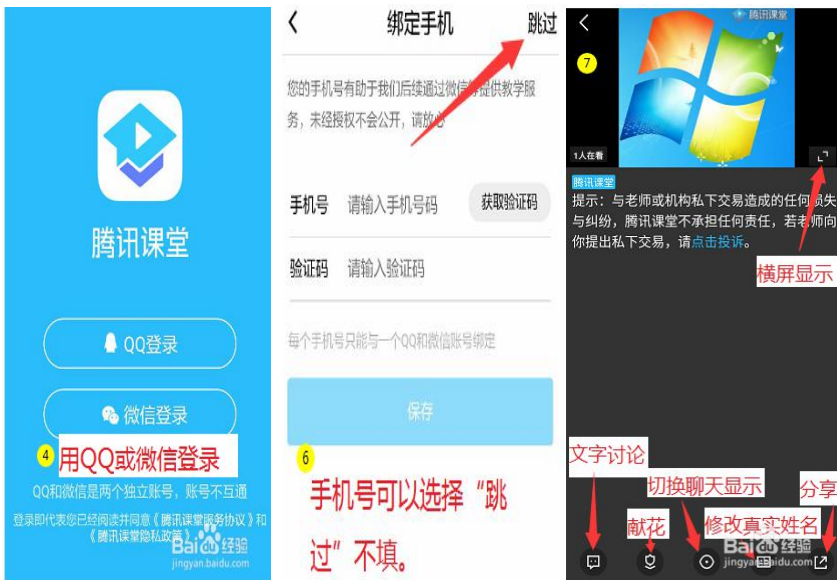 腾讯课堂
QQ登录
微信登录
4
用QQ或微信登录
QQ和微信是两个独立账号，账号不互通
登录即代表您已经阅读并同意《腾讯课堂服务协议》和
《腾讯课堂隐私政策》
Baidu经验
jingyan.baidu.com
绑定手机
跳过
您的手机号有助于我们后续通过微信等提供教学服
务，未经授权不会公开，请放心
手机号
请输入手机号码
获取验证码
验证码
请输入验证码
每个手机号只能与一个QQ和微信账号绑定
保存
6
手机号可以选择“跳
过”不填。
腾讯课堂
7
1人在看
腾讯课堂
提示：与老师或机构私下交易造成的任何损失
与纠纷，腾讯课堂不承担任何责任，若老师向
你提出私下交易，请点击投诉。
横屏显示
文字讨论
切换聊天显示
分享
献花
修改真实姓名
Baidu经验
jingyan.baidu.com